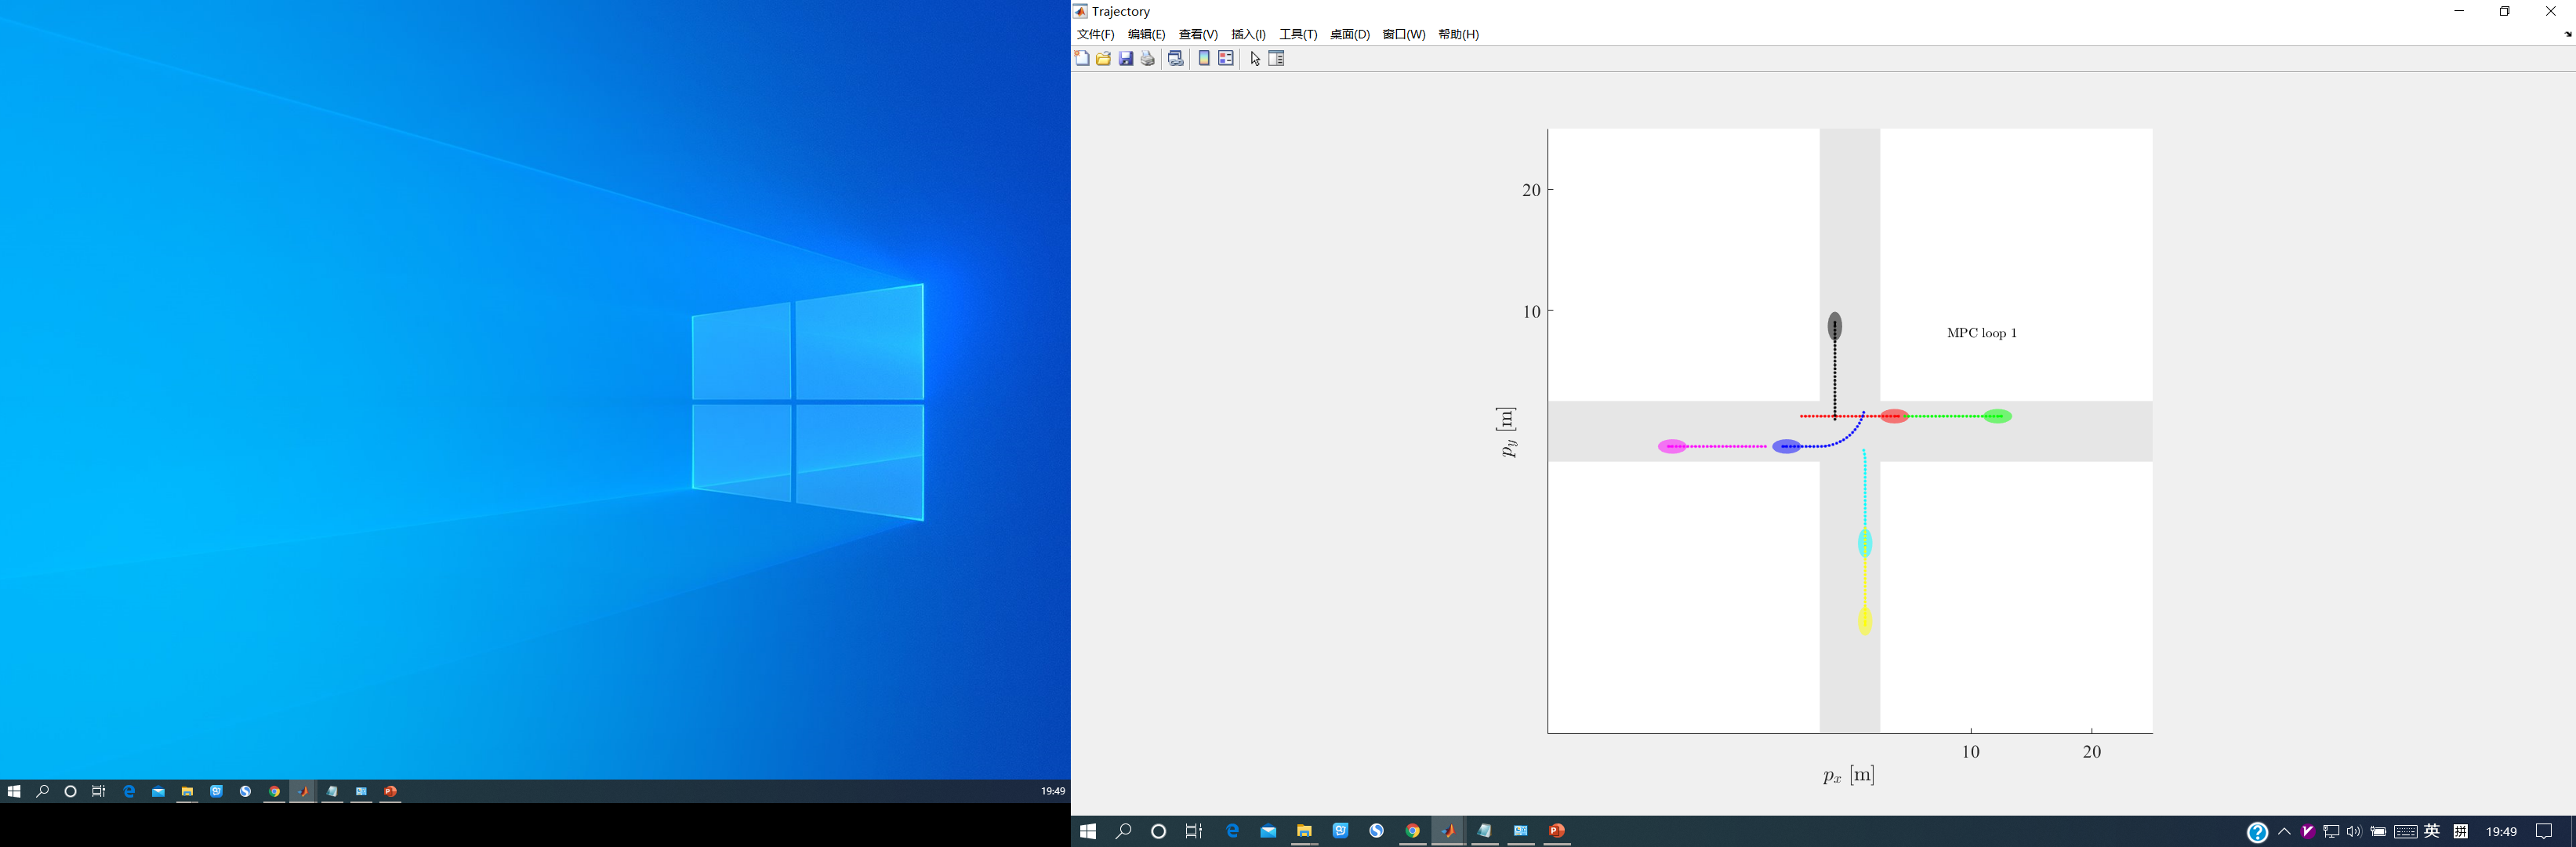 Trajectory
文件(F) 编辑(E) 查看(V) 插入(I) 工具(T) 桌面(D) 窗口(W) 帮助(H)
20
10
MPC loop 1
p_y [m]
10 20
p_x [m]
19:49
英 拼 19:49